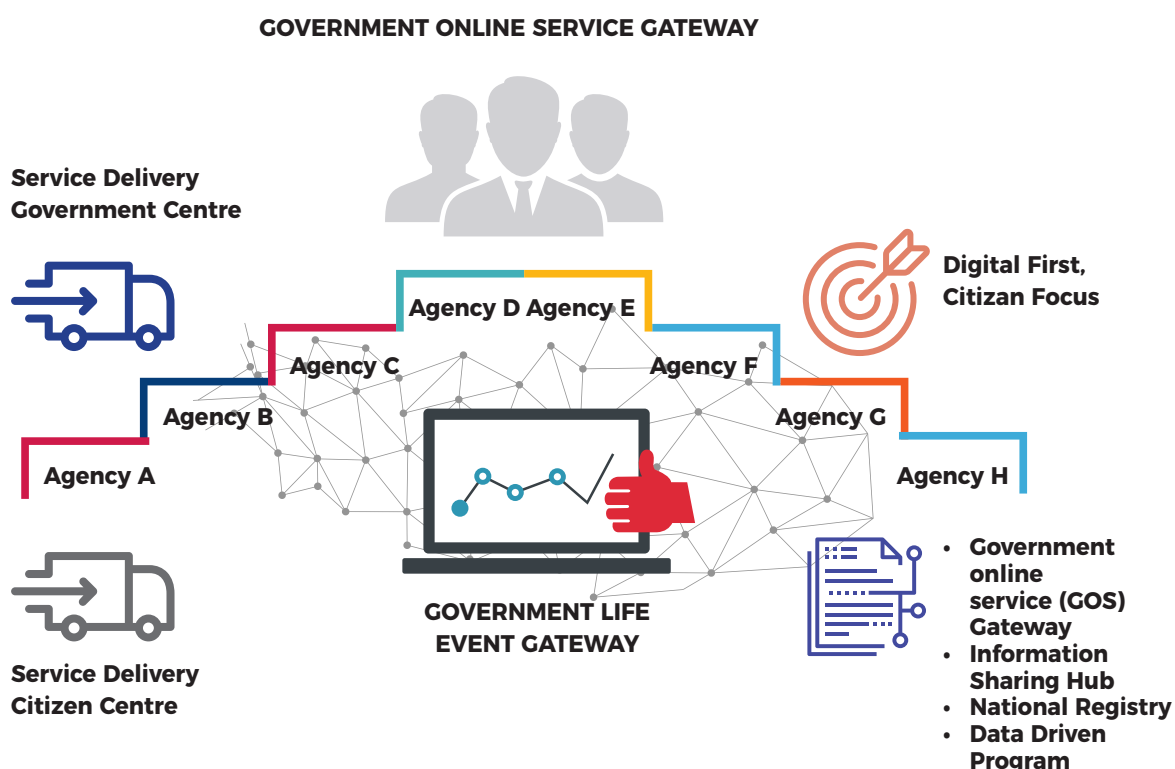 GOVERNMENT ONLINE SERVICE GATEWAY
Service Delivery
Government Centre
Digital First,
Citizan Focus
Agency D Agency E
Agency C
Agency F
Agency B
Agency G
Agency A
Agency H
GOVERNMENT LIFE
EVENT GATEWAY
Service Delivery
Citizen Centre
• Government
online
service (GOS)
Gateway
• Information
Sharing Hub
• National Registry
• Data Driven
Program